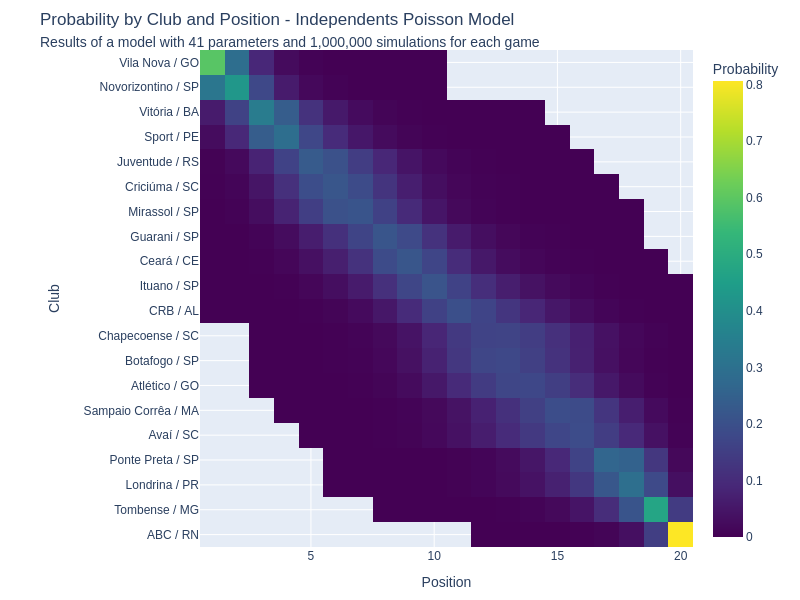 Probability by Club and Position - Independents Poisson Model
Results of a model with 41 parameters and 1,000,000 simulations for each game
Probability
Vila Nova / GO
Novorizontino / SP
Vitória / BA
Sport / PE
Juventude / RS
Criciúma / SC
Mirassol / SP
Guarani / SP
Ceará / CE
Ituano / SP
CRB / AL
Chapecoense / SC
Botafogo / SP
Atlético / GO
Sampaio Corrêa / MA
Avaí / SC
Ponte Preta / SP
Londrina / PR
Tombense / MG
ABC / RN
Club
5
10
15
20
Position
0.8
0.7
0.6
0.5
0.4
0.3
0.2
0.1
0